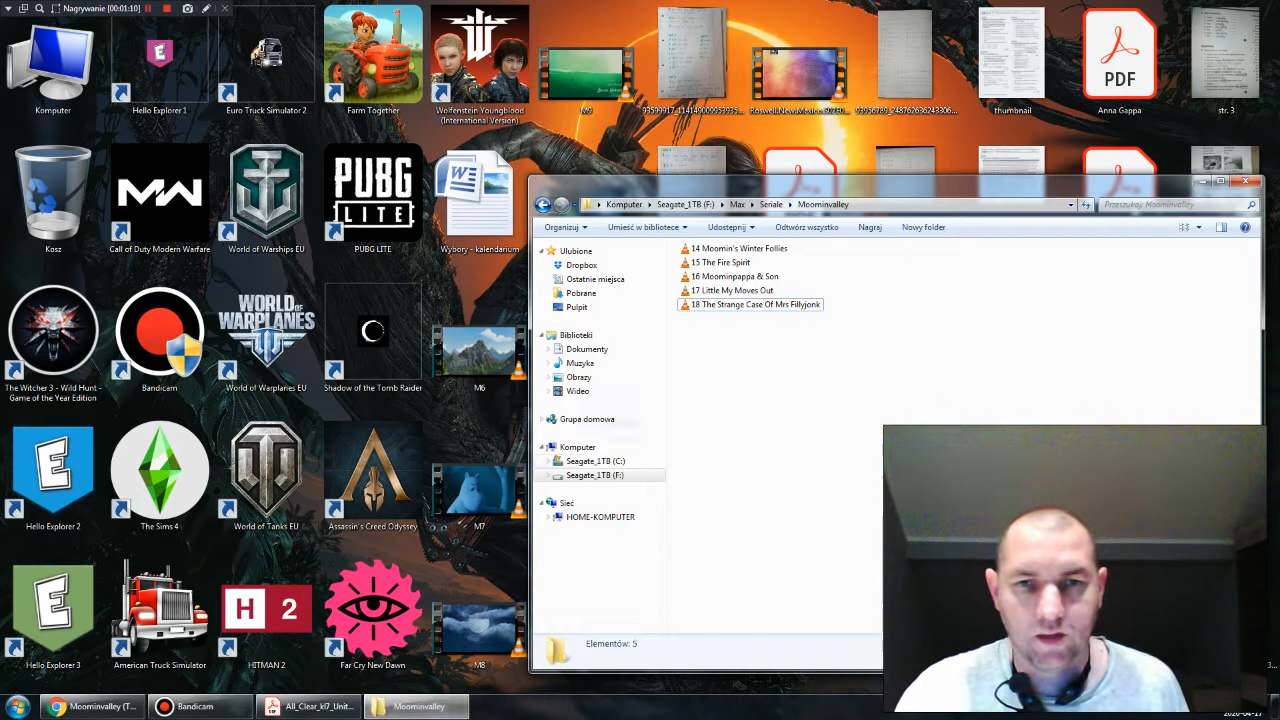 Nagrywanie [00:01:10]
Komputer
Hello Explorer 1
Euro Truck Simulator 2
Farm Together
Wolfenstein Youngblood
(International Version)
M9
93599917_114149009953935...
93956789_248762636243306...
thumbnail
PDF
Anna Gappa
str. 3
Kosz
MW
Call of Duty Modern Warfare
World of Warships EU
PUBG
LITE
PUBG LITE
Wybory - kalendarium
Komputer
Seagate_1TB (F:)
Max
Seriale
Moominvalley
Przeszukaj: Moominvalley
Organizuj
Umieść w bibliotece
Udostępnij
Odtwórz wszystko
Nagraj
Nowy folder
Ulubione
Dropbox
Ostatnie miejsca
Pobrane
Pulpit
Biblioteki
Dokumenty
Muzyka
Obrazy
Wideo
Grupa domowa
Komputer
Seagate_1TB (C:)
Seagate_1TB (F:)
Sieć
HOME-KOMPUTER
14 Moomin's Winter Follies
15 The Fire Spirit
16 Moominpappa & Son
17 Little My Moves Out
18 The Strange Case Of Mrs Fillyjonk
Elementów: 5
The Witcher 3 - Wild Hunt -
Game of the Year Edition
Bandicam
WORLD OF
WARPLANES
World of Warplanes EU
Shadow of the Tomb Raider
M6
Hello Explorer 2
The Sims 4
World of Tanks EU
Assassin's Creed Odyssey
M7
Hello Explorer 3
American Truck Simulator
H 2
HITMAN 2
Far Cry New Dawn
M8
Moominvalley (T...
Bandicam
All_Clear_kl7_Unit...
Moominvalley
2020-04-17